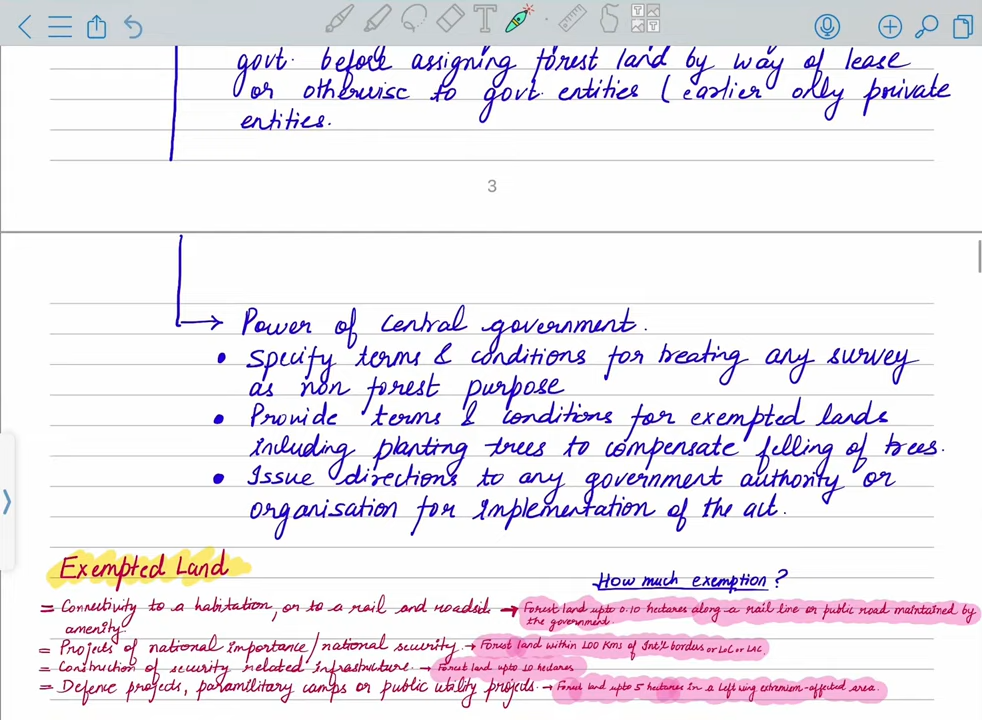 govt. before assigning forest land by way of lease
or otherwise to govt. entities (earlier only private
entities.
3
Power of central government.
• Specify terms & conditions for treating any survey
as non forest purpose
• Provide terms & conditions for exempted lands
including planting trees to compensate felling of trees.
• Issue directions to any government authority or
organisation for implementation of the act.
Exempted Land
How much exemption?
= Connectivity to a habitation, or to a rail and roadside → Forest land upto 0.10 hectares along a rail line or public road maintained by
amenity. the government.
= Projects of national importance/national security. → Forest land within 100 Kms of Int'l borders or LoC or LAC
= Construction of security related infrastructure. → Forest land upto 10 hectares
= Defence projects, paramilitary camps or public utility projects. → Forest land upto 5 hectares in a Left wing extremism-affected area.